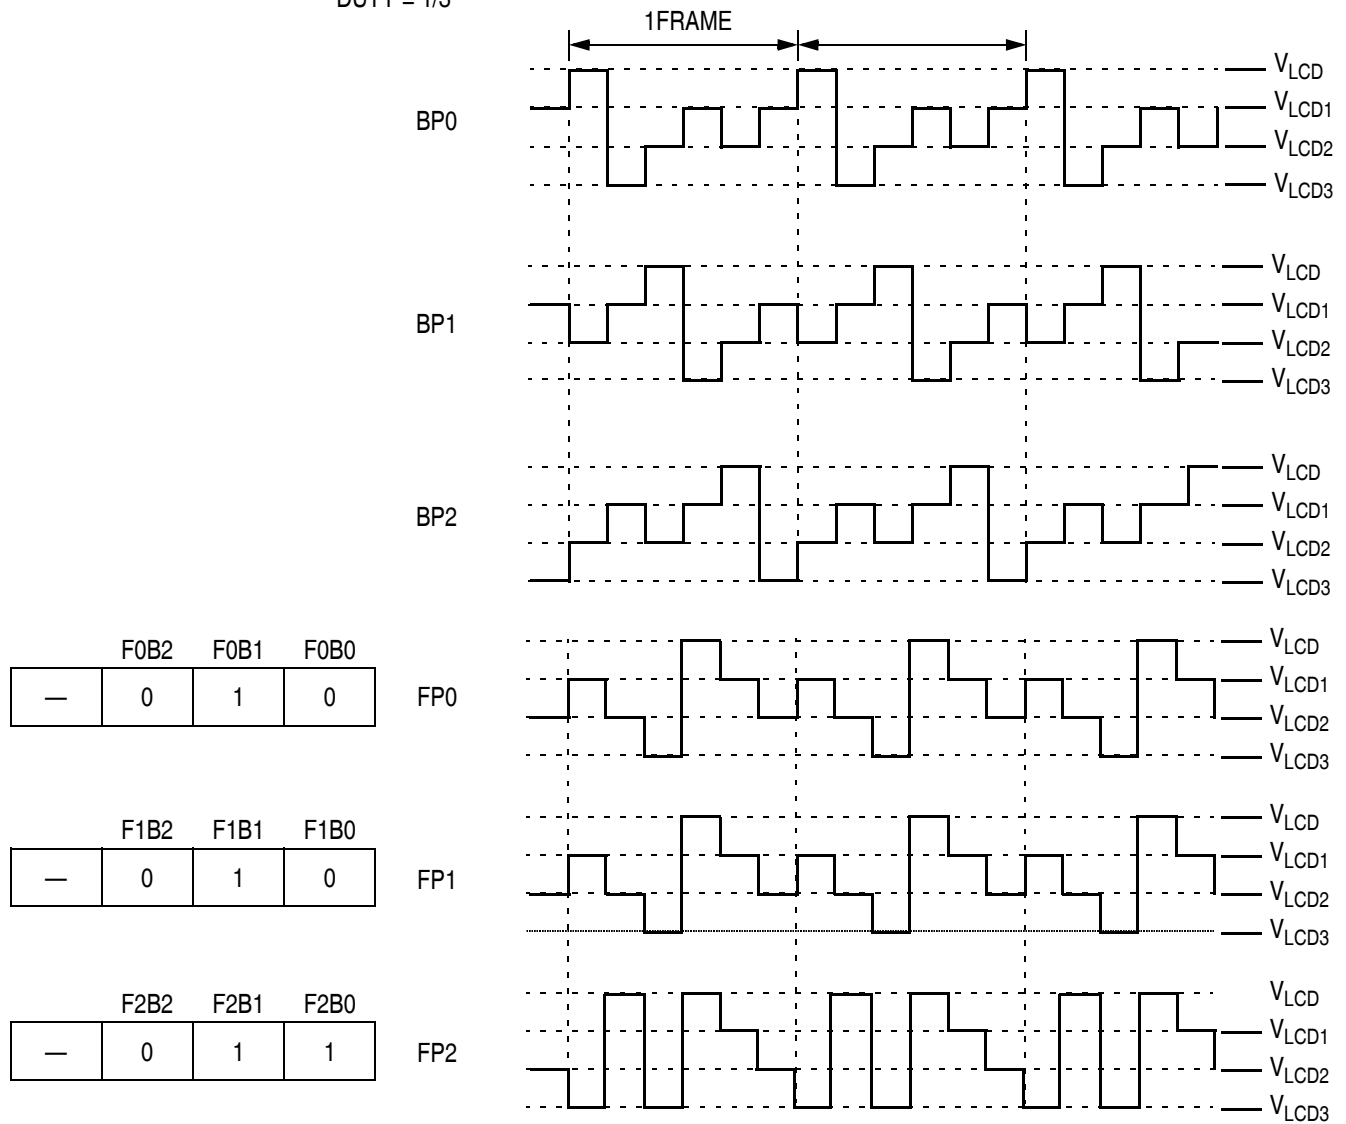 DUTY = 1/3
1FRAME
BP0
VLCD
VLCD1
VLCD2
VLCD3
BP1
VLCD
VLCD1
VLCD2
VLCD3
BP2
VLCD
VLCD1
VLCD2
VLCD3
F0B2 F0B1 F0B0
— 0 1 0
FP0
VLCD
VLCD1
VLCD2
VLCD3
F1B2 F1B1 F1B0
— 0 1 0
FP1
VLCD
VLCD1
VLCD2
VLCD3
F2B2 F2B1 F2B0
— 0 1 1
FP2
VLCD
VLCD1
VLCD2
VLCD3